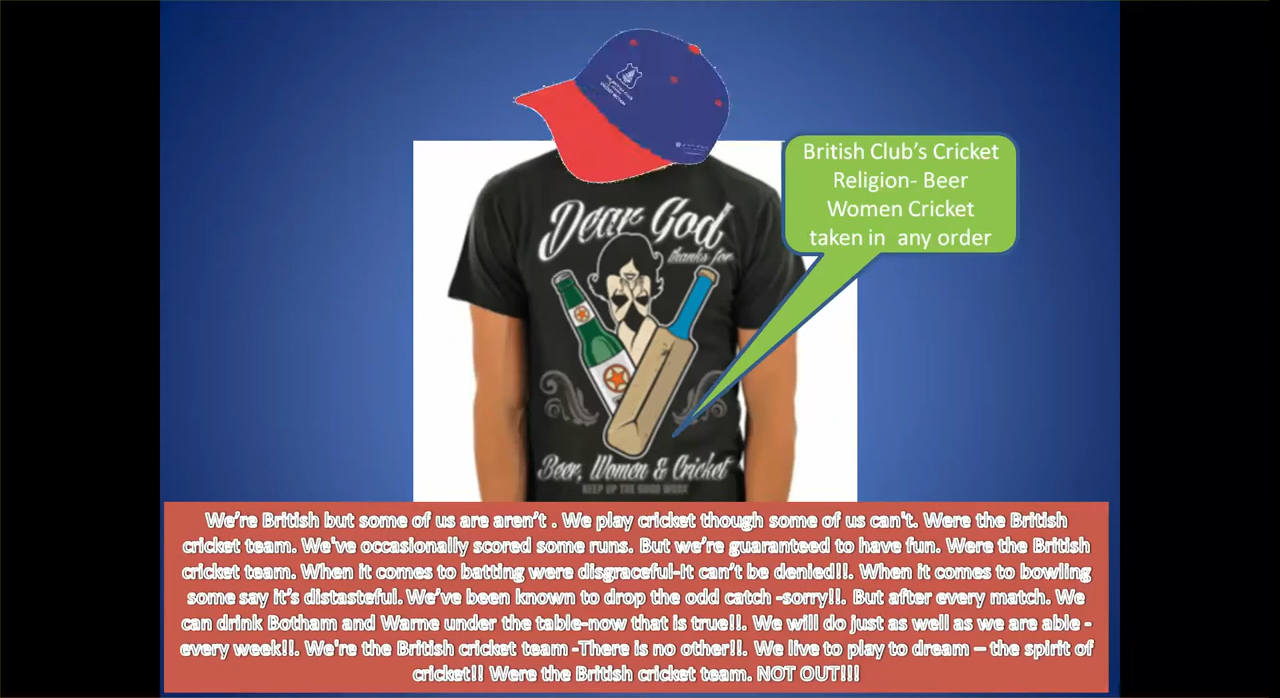 British Club's Cricket
Religion- Beer
Women Cricket
taken in  any order
Dear God
thanks for
Beer, Women & Cricket
KEEP UP THE GOOD WORK
We're British but some of us are aren't . We play cricket though some of us can't. Were the British
cricket team. We've occasionally scored some runs. But we're guaranteed to have fun. Were the British
cricket team. When it comes to batting were disgraceful-It can't be denied!!. When it comes to bowling
some say it's distasteful. We've been known to drop the odd catch -sorry!!. But after every match. We
can drink Botham and Warne under the table-now that is true!!. We will do just as well as we are able -
every week!!. We're the British cricket team -There is no other!!. We live to play to dream – the spirit of
cricket!! Were the British cricket team. NOT OUT!!!